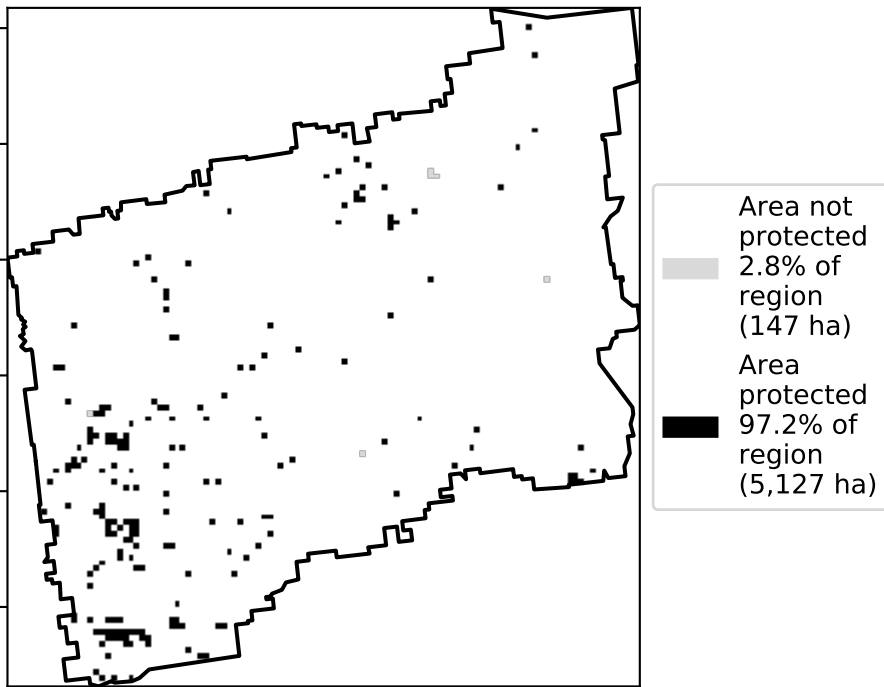 Area not
protected
2.8% of
region
(147 ha)
Area
protected
97.2% of
region
(5,127 ha)